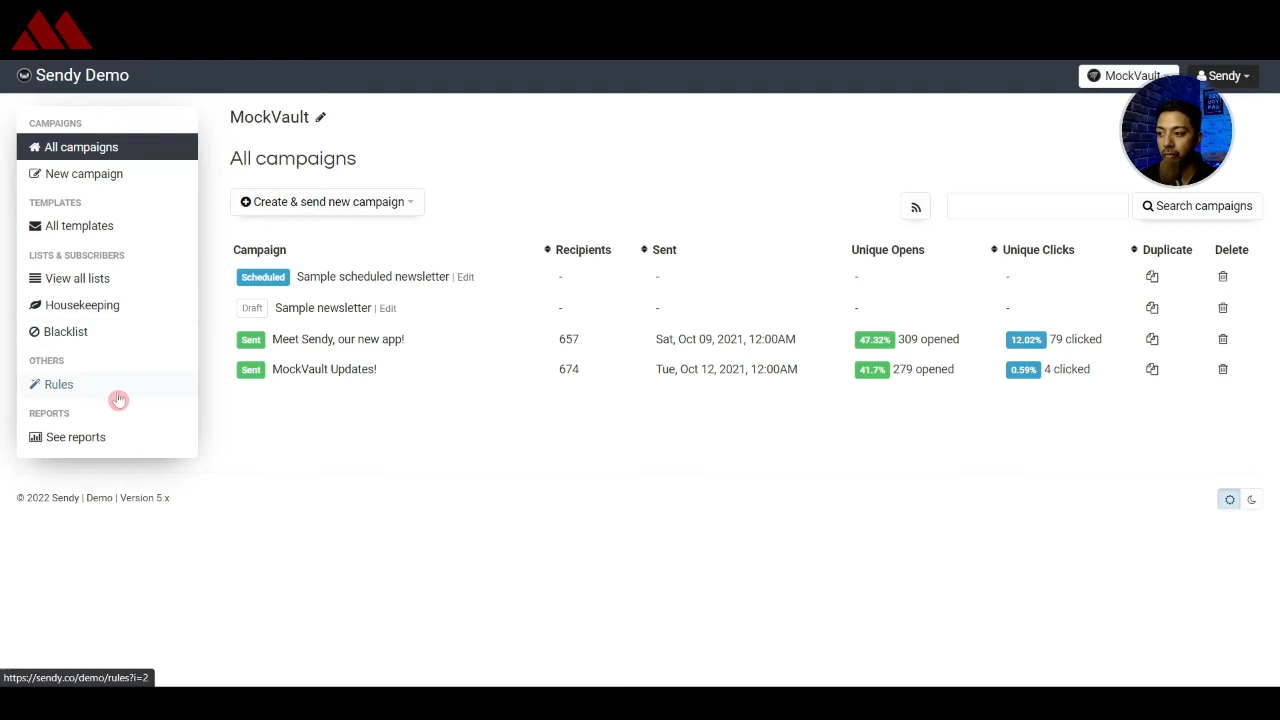 Sendy Demo
MockVault
Sendy
CAMPAIGNS
All campaigns
New campaign
TEMPLATES
All templates
LISTS & SUBSCRIBERS
View all lists
Housekeeping
Blacklist
OTHERS
Rules
REPORTS
See reports
MockVault
All campaigns
Create & send new campaign
Search campaigns
Campaign Recipients Sent Unique Opens Unique Clicks Duplicate Delete
Scheduled Sample scheduled newsletter | Edit - - - -
Draft Sample newsletter | Edit - - - -
Sent Meet Sendy, our new app! 657 Sat, Oct 09, 2021, 12:00AM 47.32% 309 opened 12.02% 79 clicked
Sent MockVault Updates! 674 Tue, Oct 12, 2021, 12:00AM 41.7% 279 opened 0.59% 4 clicked
© 2022 Sendy | Demo | Version 5.x
https://sendy.co/demo/rules?i=2